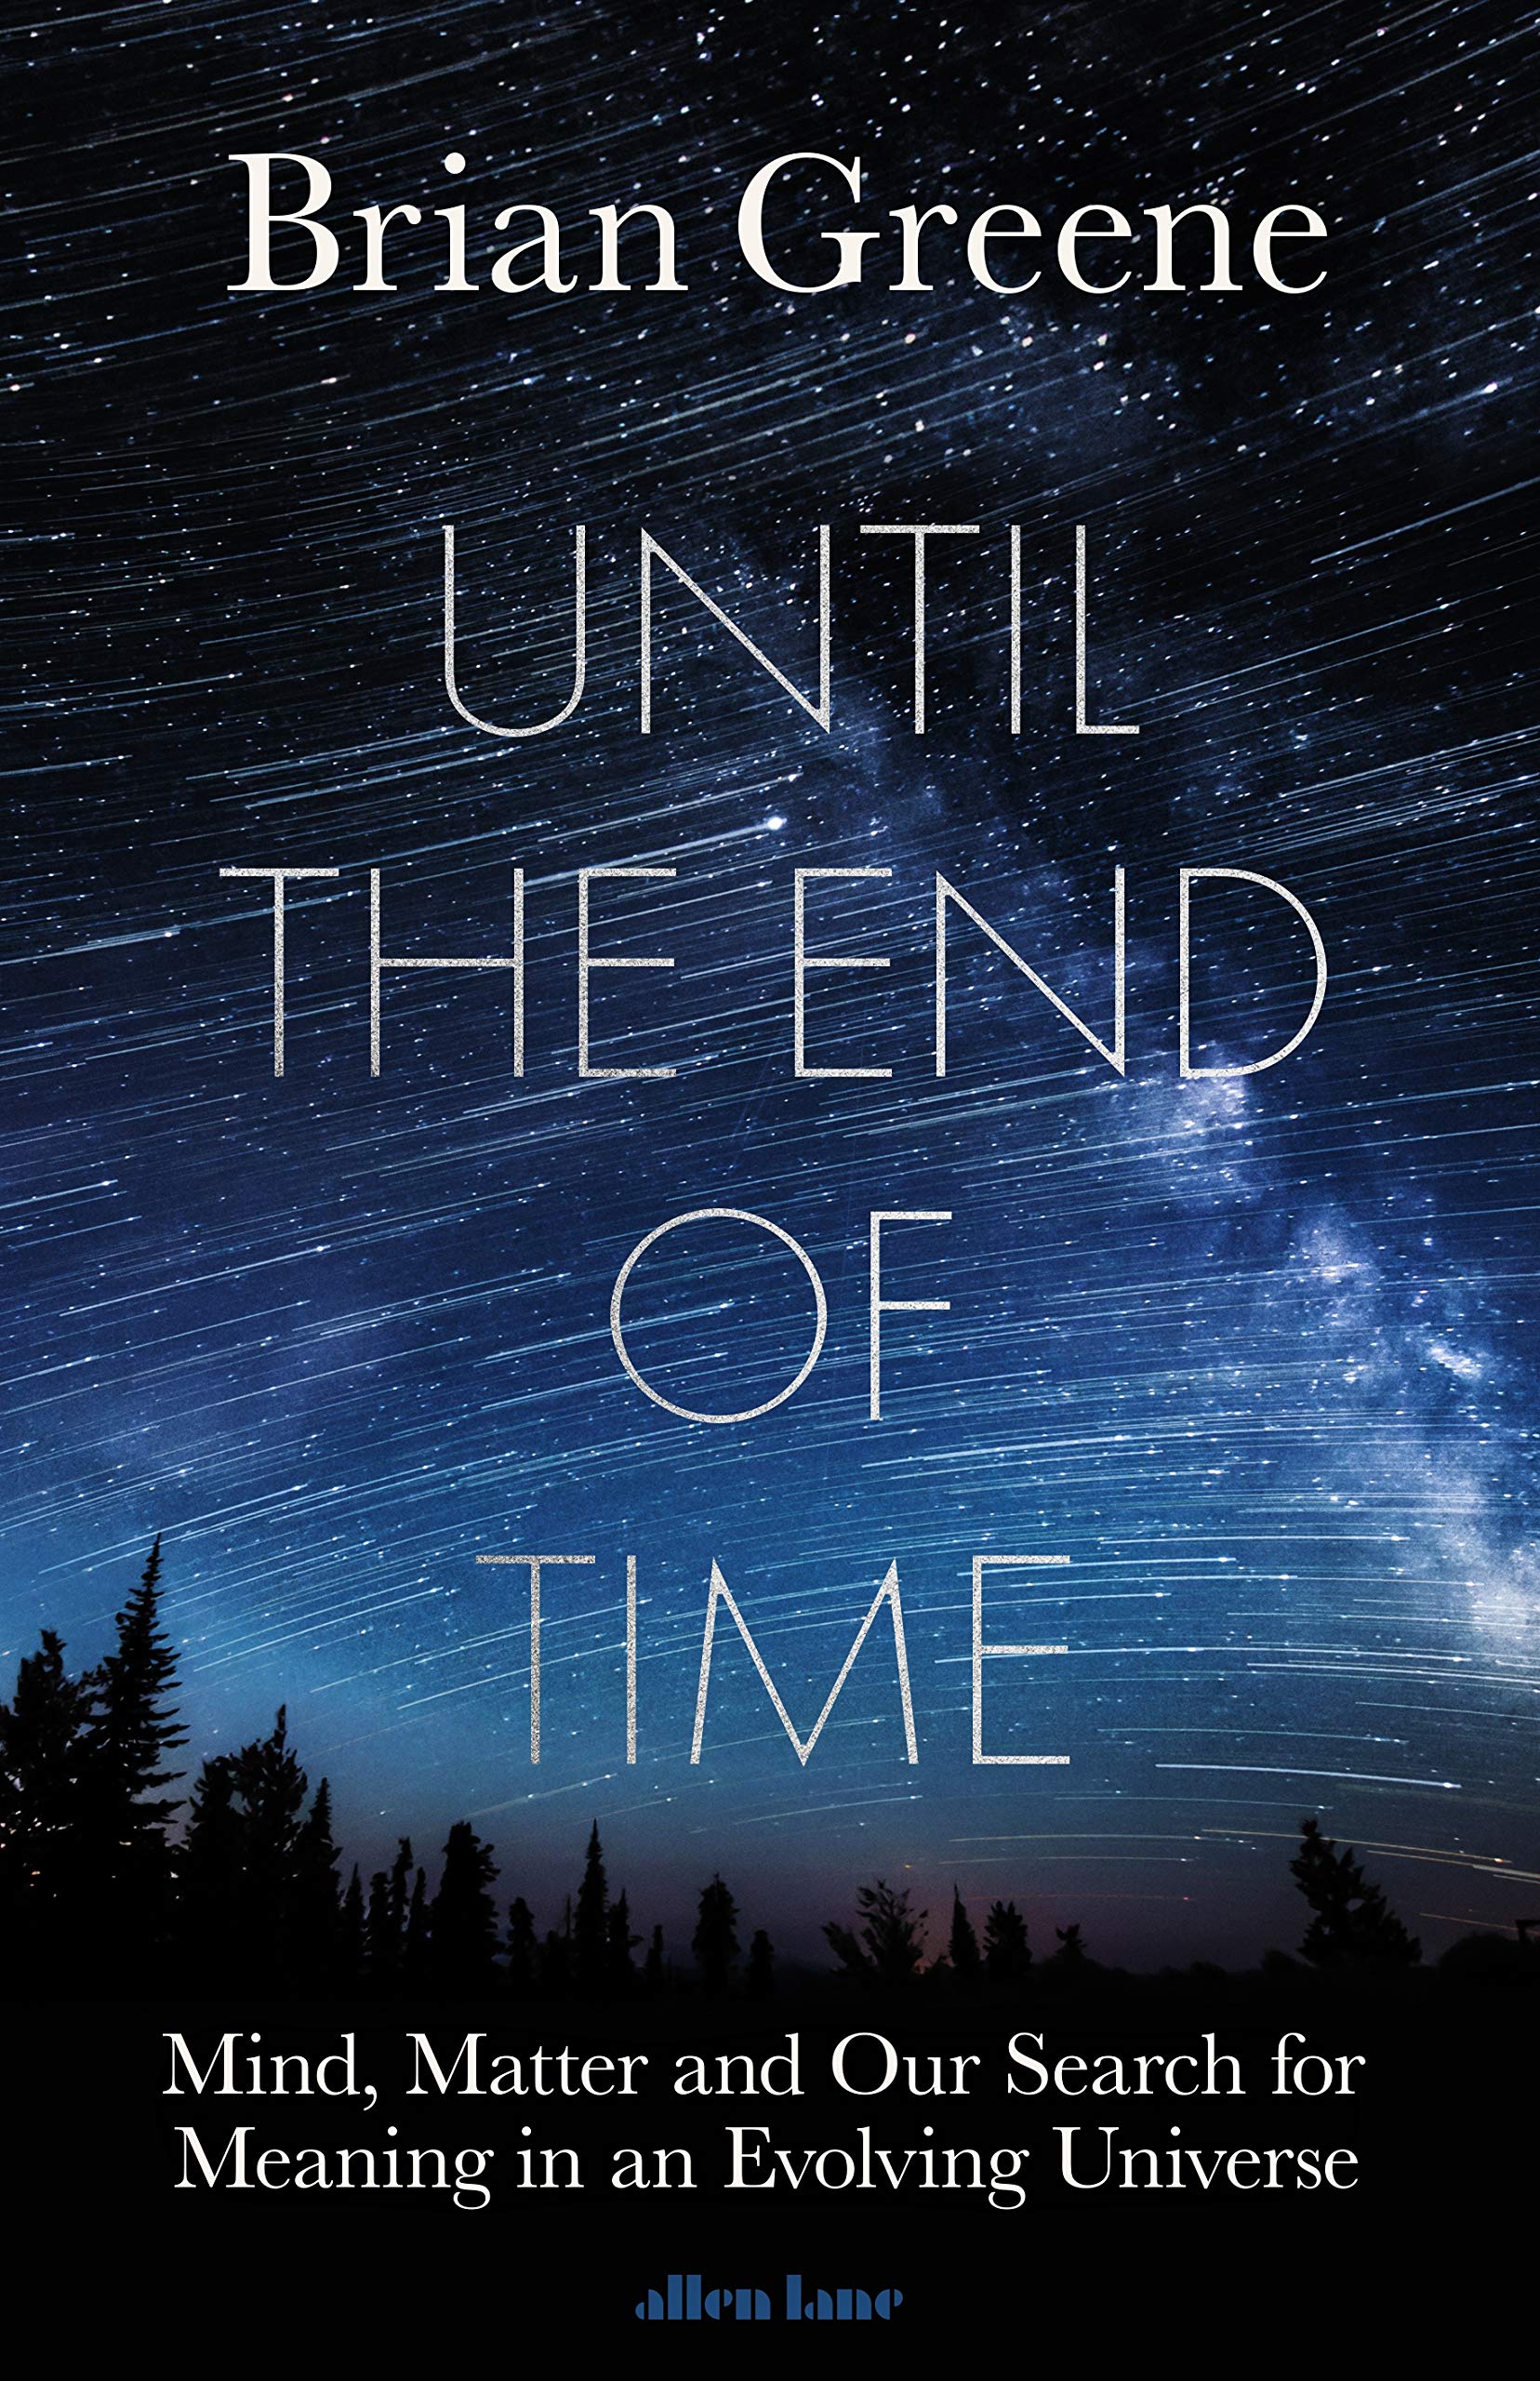 Brian Greene
UNTIL
THE END
OF
TIME
Mind, Matter and Our Search for
Meaning in an Evolving Universe
allen lane